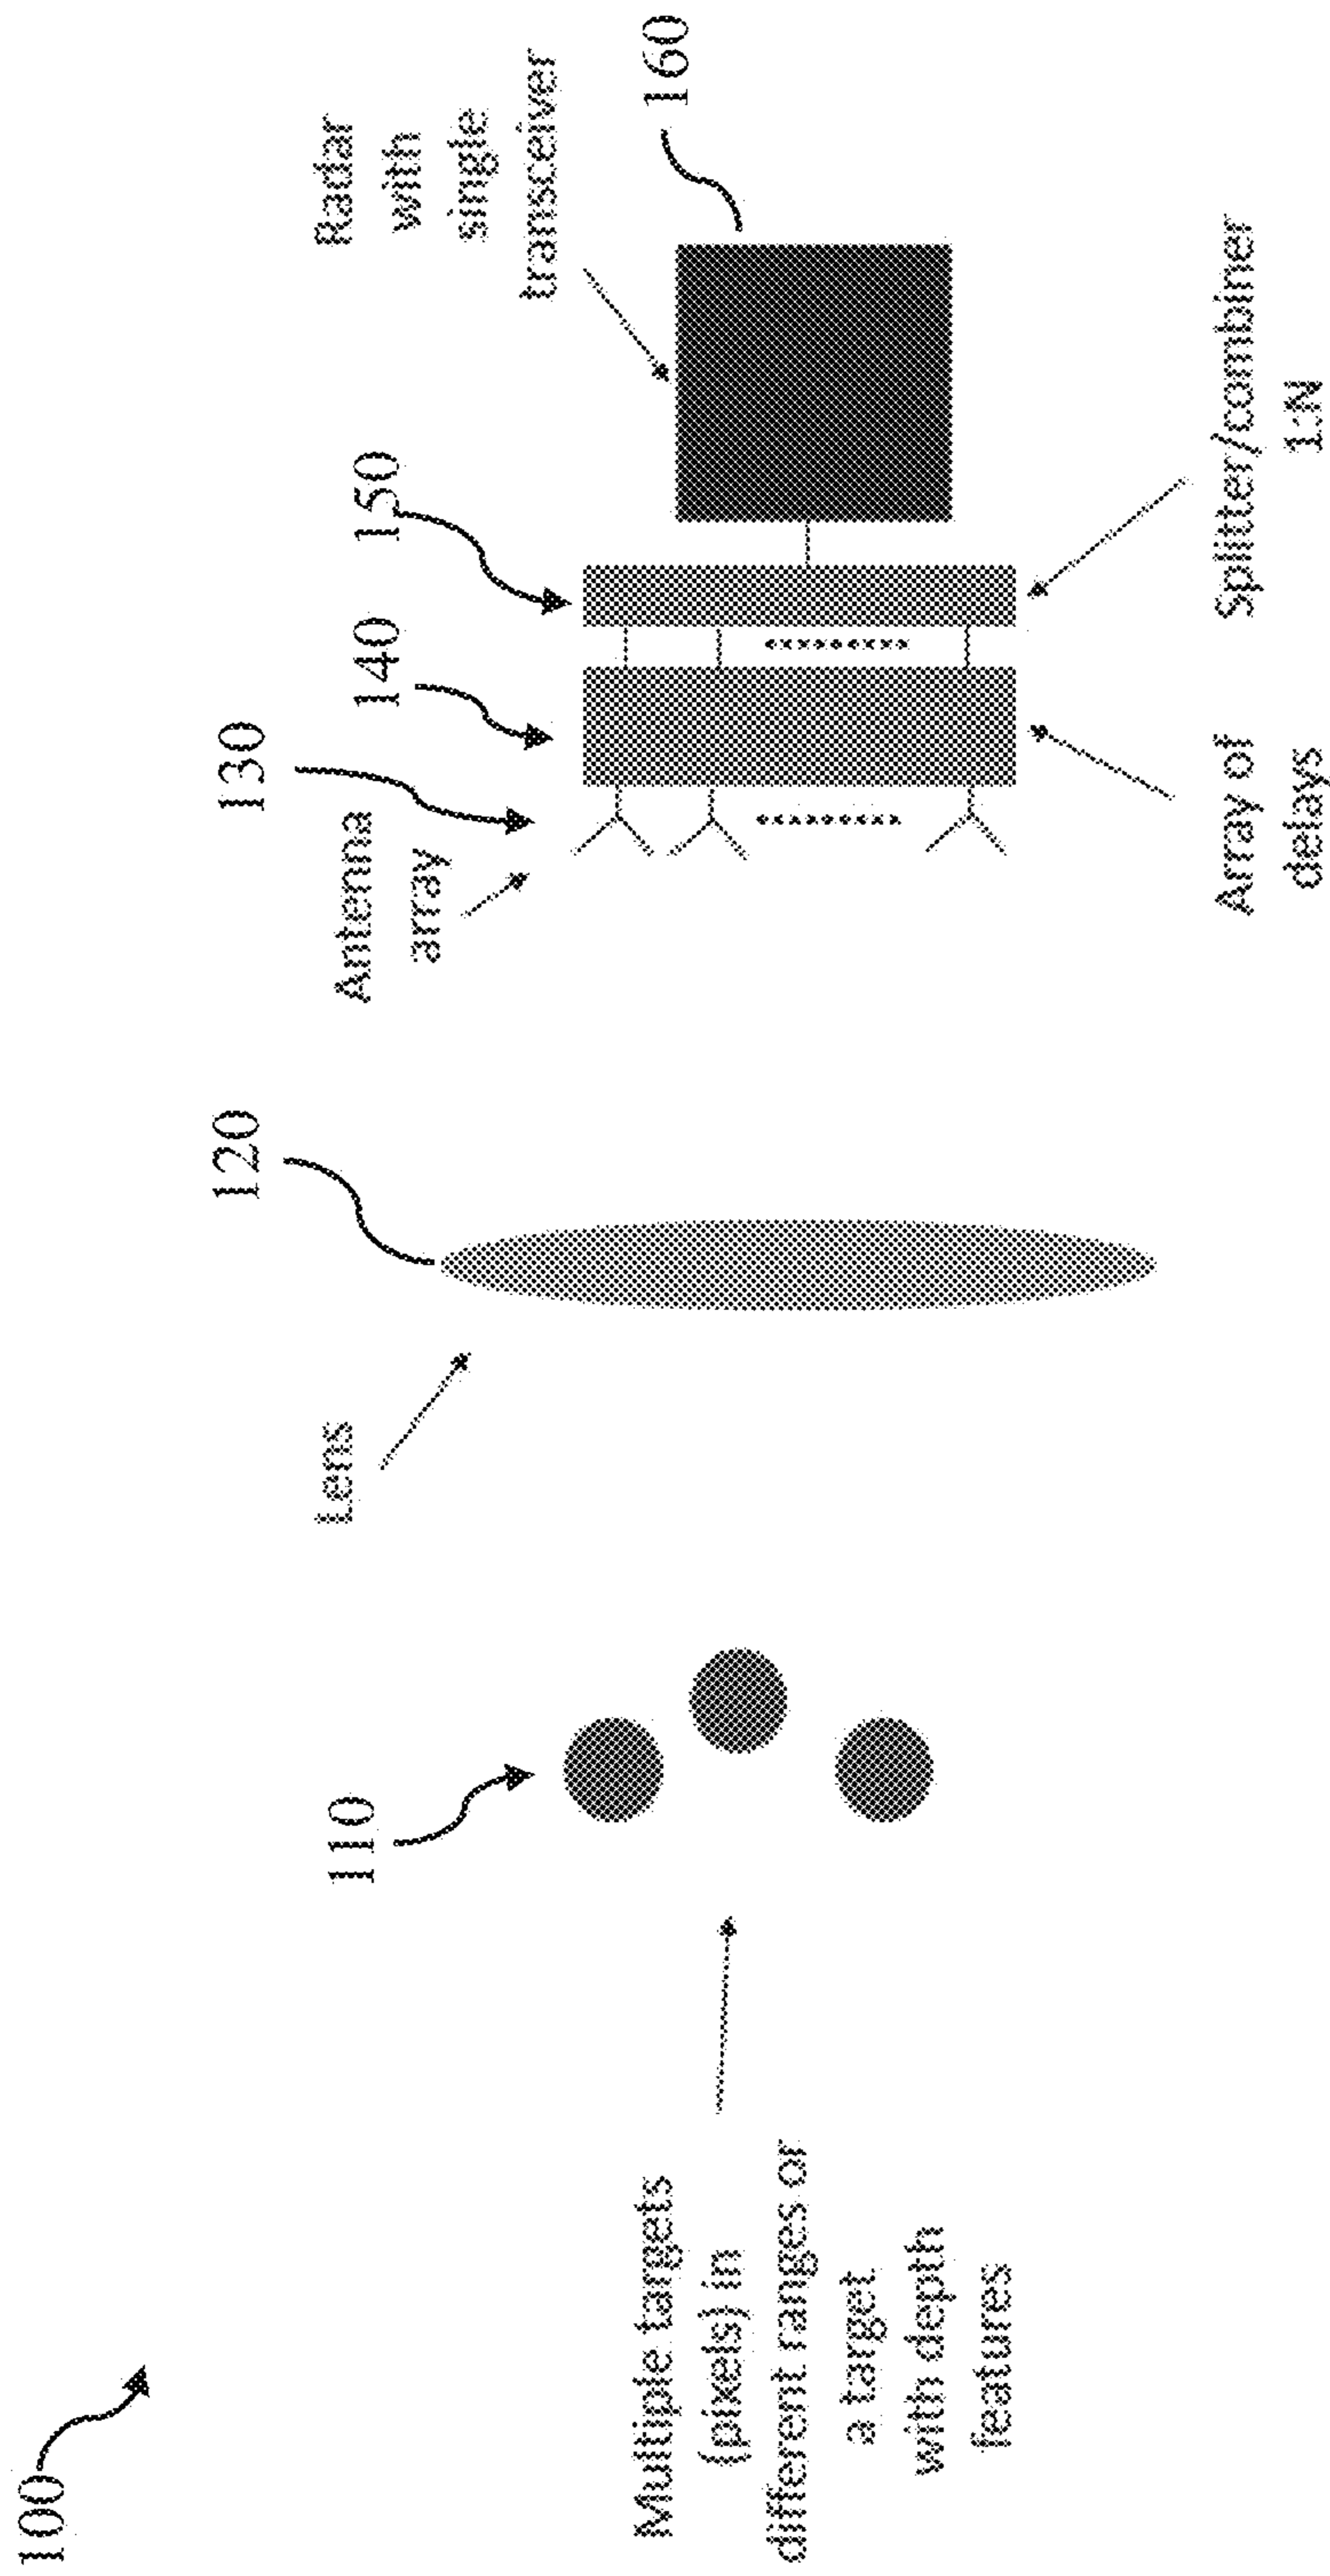 100
Multiple targets
(pixels) in
different ranges or
a target
with depth
features
110
Lens
120
Antenna
array
130
140
150
Array of
delays
Splitter/combiner
1:N
Radar
with
single
transceiver
160